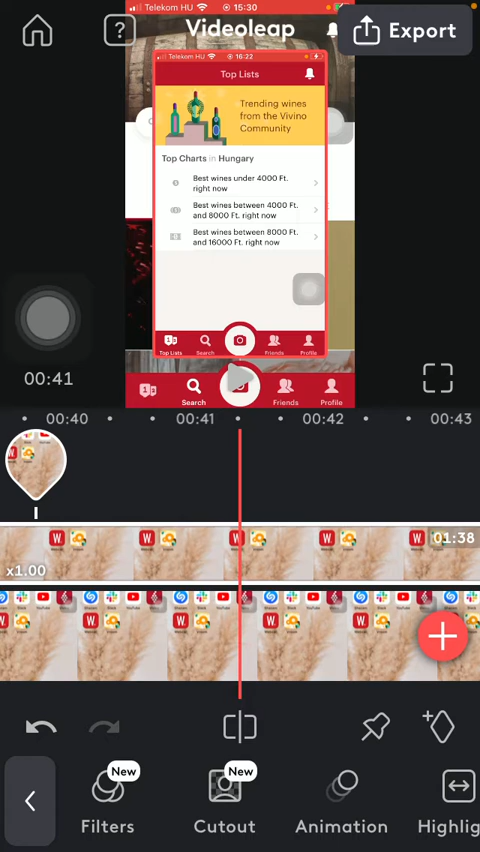 Telekom HU 15:30
Videoleap
Export
Telekom HU 16:22
Top Lists
Trending wines
from the Vivino
Community
Top Charts in Hungary
Best wines under 4000 Ft.
right now
Best wines between 4000 Ft.
and 8000 Ft. right now
Best wines between 8000 Ft.
and 16000 Ft. right now
Top Lists Search Friends Profile
Search Friends Profile
00:41
00:40 00:41 00:42 00:43
x1.00
01:38
New New
Filters Cutout Animation Highlig